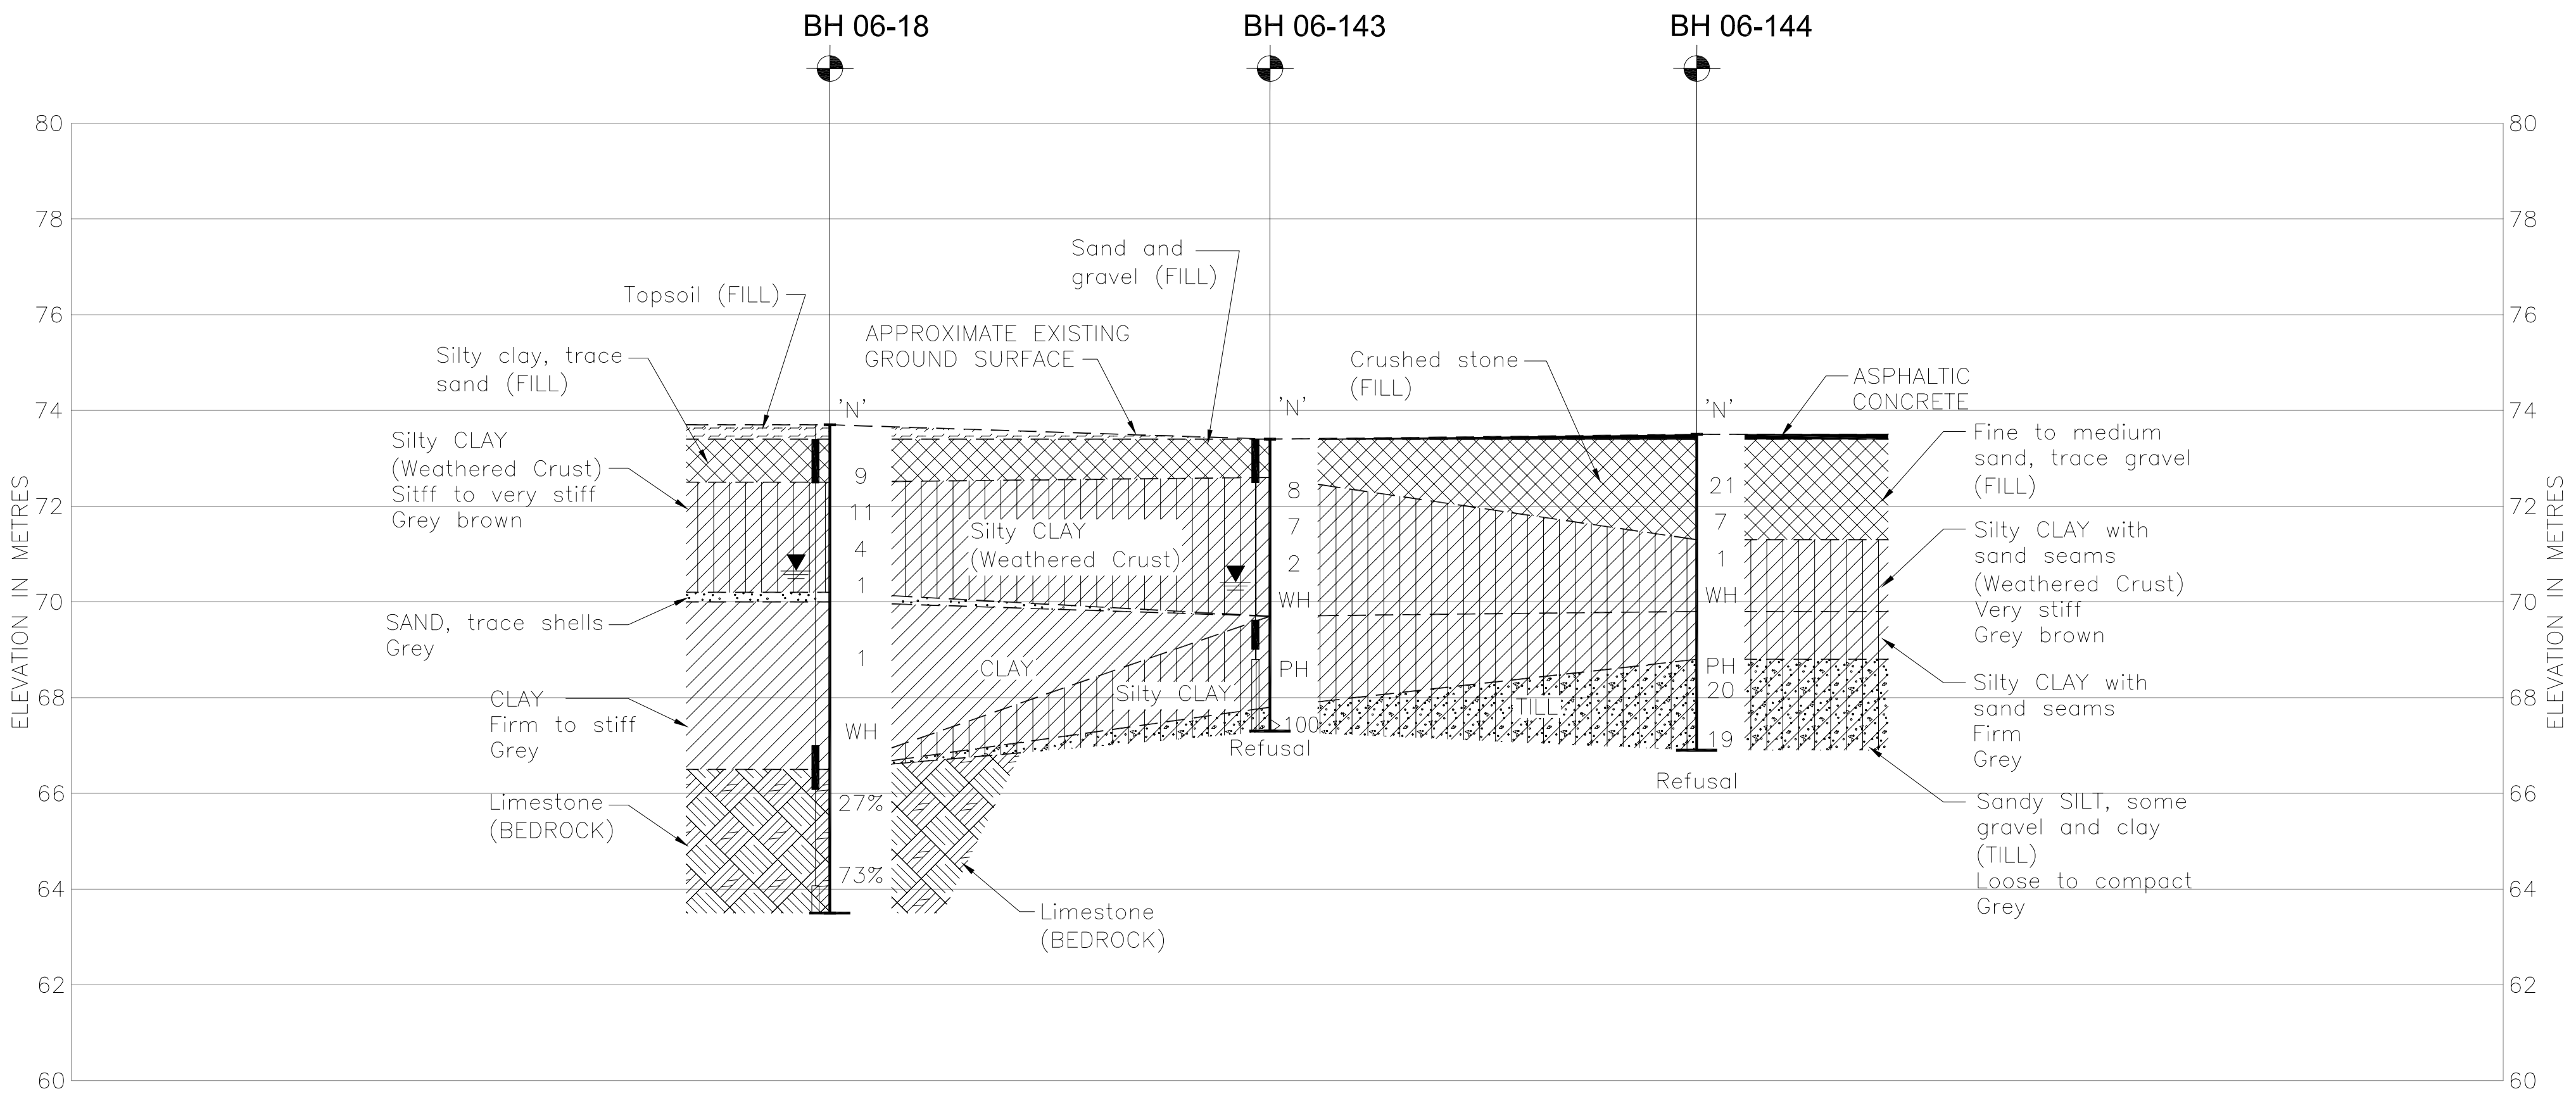 BH 06-18
BH 06-143
BH 06-144
80
80
78
78
76
76
74
74
72
72
70
70
68
68
66
66
64
64
62
62
60
60
ELEVATION IN METRES
ELEVATION IN METRES
Topsoil (FILL)
Silty clay, trace
sand (FILL)
Silty CLAY
(Weathered Crust)
Sitff to very stiff
Grey brown
SAND, trace shells
Grey
CLAY
Firm to stiff
Grey
Limestone
(BEDROCK)
'N'
9
11
4
1
1
WH
27%
73%
APPROXIMATE EXISTING
GROUND SURFACE
Sand and
gravel (FILL)
Silty CLAY
(Weathered Crust)
CLAY
Silty CLAY
Limestone
(BEDROCK)
'N'
8
7
2
WH
PH
100
Refusal
Crushed stone
(FILL)
TILL
'N'
21
7
1
WH
PH
20
19
Refusal
ASPHALTIC
CONCRETE
Fine to medium
sand, trace gravel
(FILL)
Silty CLAY with
sand seams
(Weathered Crust)
Very stiff
Grey brown
Silty CLAY with
sand seams
Firm
Grey
Sandy SILT, some
gravel and clay
(TILL)
Loose to compact
Grey